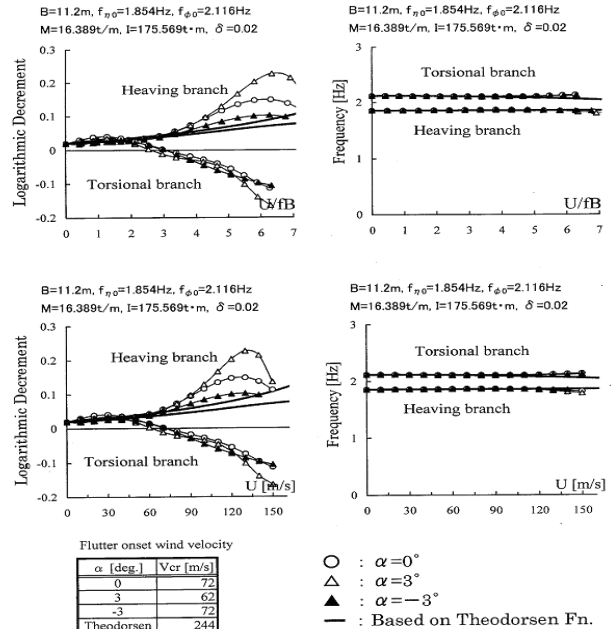 B=11.2m, fη0=1.854Hz, fφ0=2.116Hz
M=16.389t/m, I=175.569t・m, δ=0.02
Logarithmic Decrement
0.3
0.2
0.1
0
-0.1
-0.2
Heaving branch
Torsional branch
U/fB
0 1 2 3 4 5 6 7
B=11.2m, fη0=1.854Hz, fφ0=2.116Hz
M=16.389t/m, I=175.569t・m, δ=0.02
Frequency [Hz]
3
2
1
0
Torsional branch
Heaving branch
U/fB
0 1 2 3 4 5 6 7
B=11.2m, fη0=1.854Hz, fφ0=2.116Hz
M=16.389t/m, I=175.569t・m, δ=0.02
Logarithmic Decrement
0.3
0.2
0.1
0
-0.1
-0.2
Heaving branch
Torsional branch
U [m/s]
0 30 60 90 120 150
B=11.2m, fη0=1.854Hz, fφ0=2.116Hz
M=16.389t/m, I=175.569t・m, δ=0.02
Frequency [Hz]
3
2
1
0
Torsional branch
Heaving branch
U [m/s]
0 30 60 90 120 150
Flutter onset wind velocity
α [deg.] Vcr [m/s]
0 72
3 62
-3 72
Theodorsen 244
○ : α=0°
△ : α=3°
▲ : α=−3°
— : Based on Theodorsen Fn.